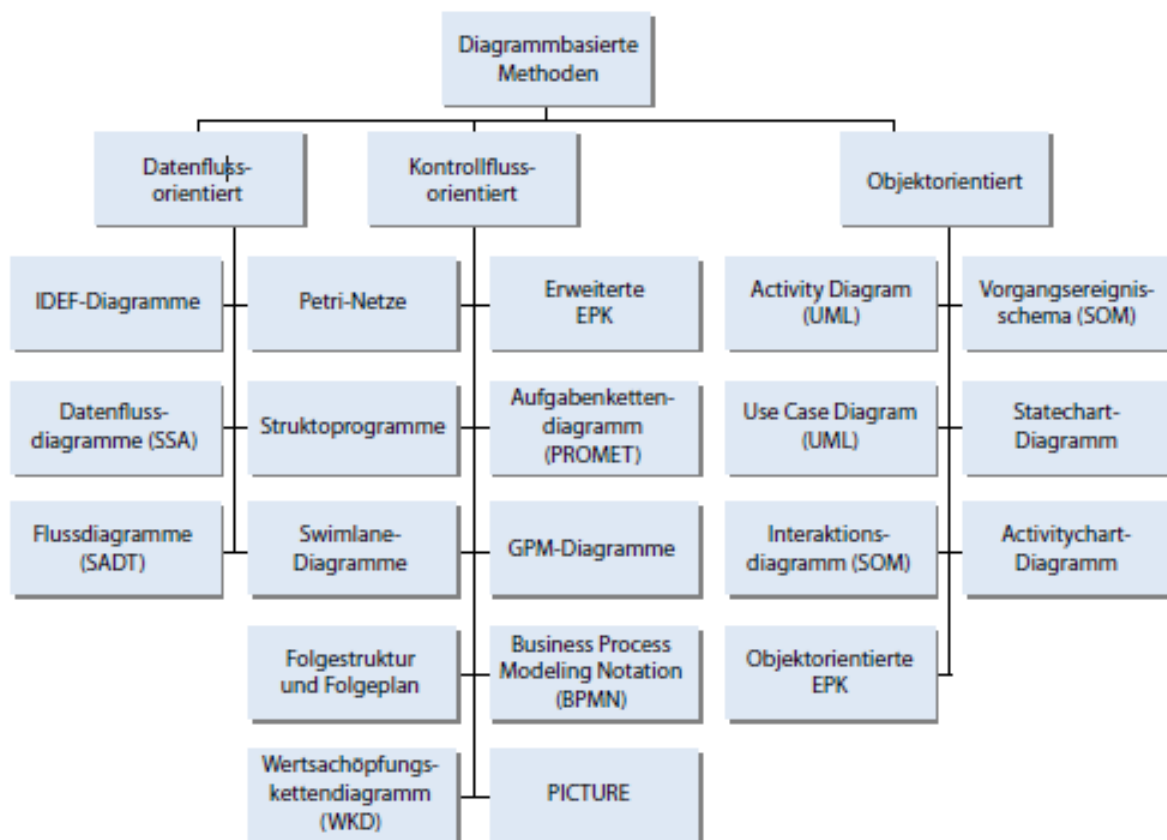 Diagrammbasierte
Methoden
Datenfluss-
orientiert
Kontrollfluss-
orientiert
Objektorientiert
IDEF-Diagramme
Petri-Netze
Erweiterte
EPK
Activity Diagram
(UML)
Vorgangsereignis-
schema (SOM)
Datenfluss-
diagramme (SSA)
Struktoprogramme
Aufgabenketten-
diagramm
(PROMET)
Use Case Diagram
(UML)
Statechart-
Diagramm
Flussdiagramme
(SADT)
Swimlane-
Diagramme
GPM-Diagramme
Interaktions-
diagramm (SOM)
Activitychart-
Diagramm
Folgestruktur
und Folgeplan
Business Process
Modeling Notation
(BPMN)
Objektorientierte
EPK
Wertsachöpfungs-
kettendiagramm
(WKD)
PICTURE